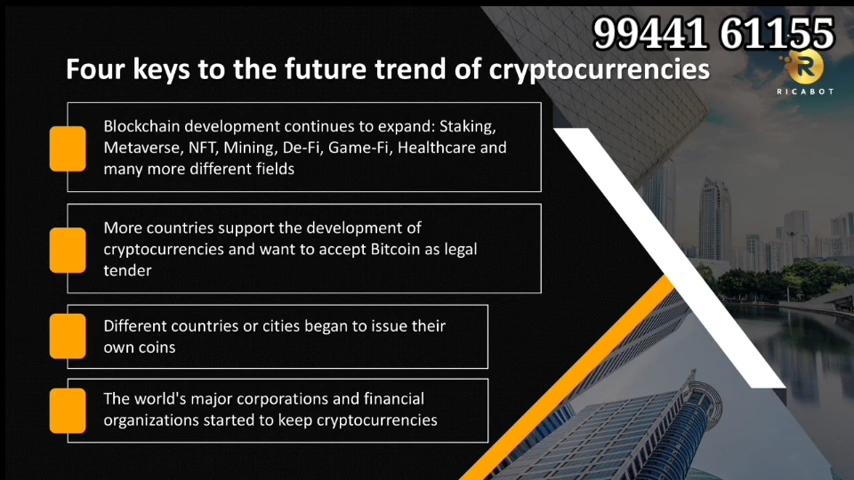 99441 61155
Four keys to the future trend of cryptocurrencies
RICABOT
Blockchain development continues to expand: Staking,
Metaverse, NFT, Mining, De-Fi, Game-Fi, Healthcare and
many more different fields
More countries support the development of
cryptocurrencies and want to accept Bitcoin as legal
tender
Different countries or cities began to issue their
own coins
The world's major corporations and financial
organizations started to keep cryptocurrencies